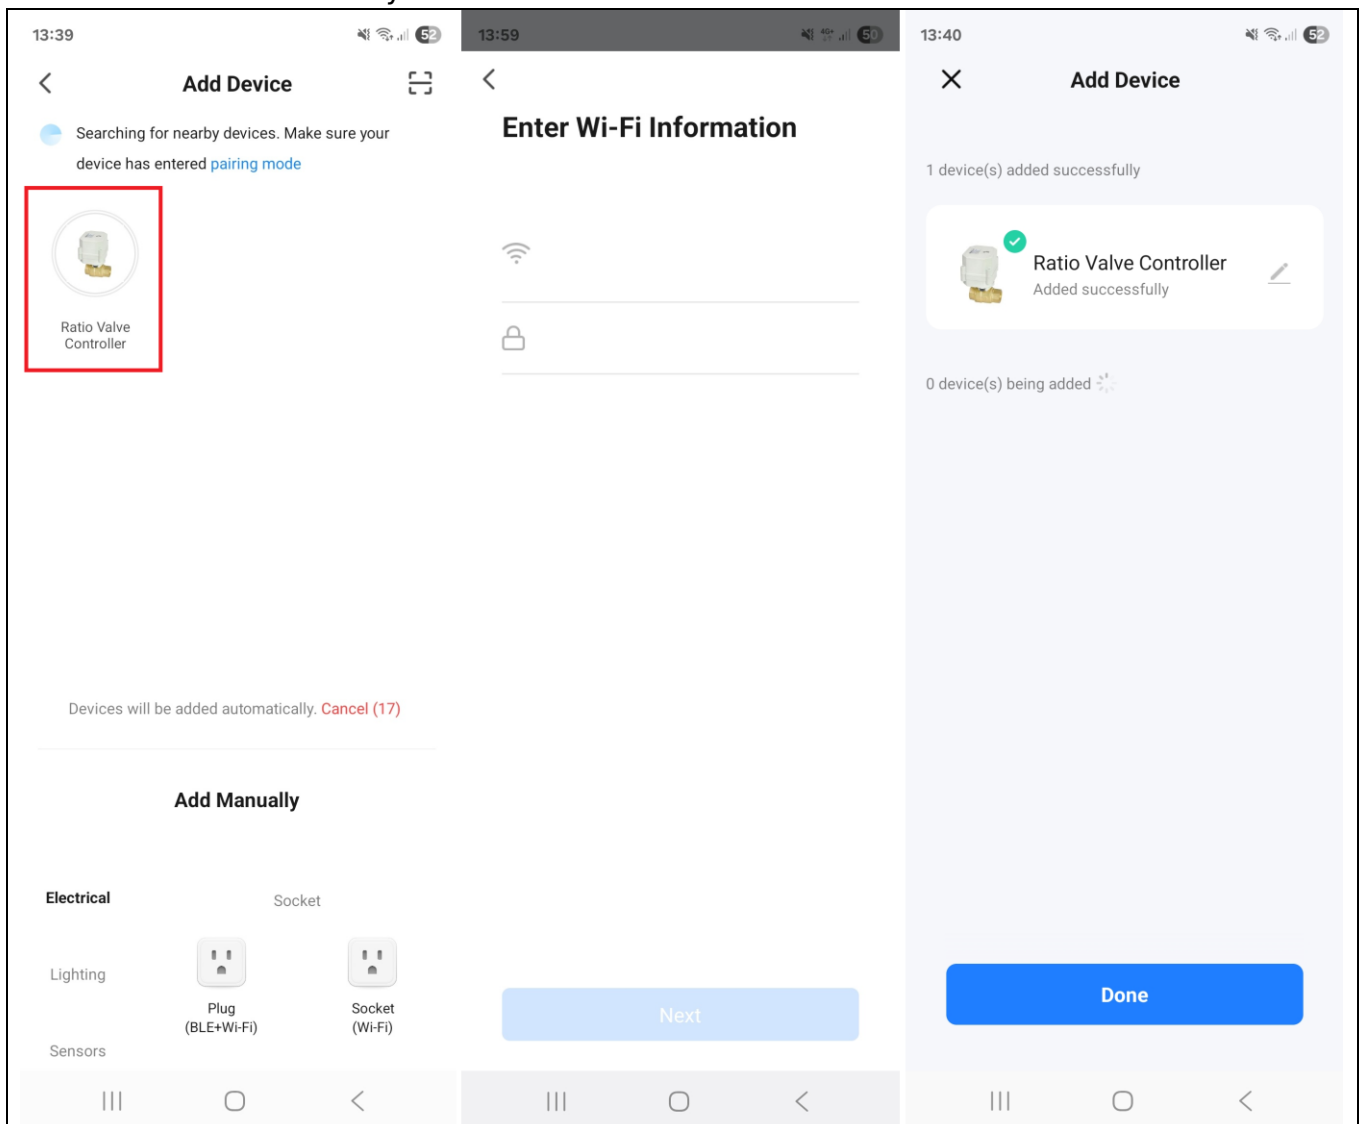 13:39
52
Add Device
Searching for nearby devices. Make sure your
device has entered pairing mode
Ratio Valve
Controller
Devices will be added automatically. Cancel (17)
Add Manually
Electrical
Socket
Lighting
Plug
(BLE+Wi-Fi)
Socket
(Wi-Fi)
Sensors
13:59
50
Enter Wi-Fi Information
Next
13:40
52
Add Device
1 device(s) added successfully
Ratio Valve Controller
Added successfully
0 device(s) being added
Done